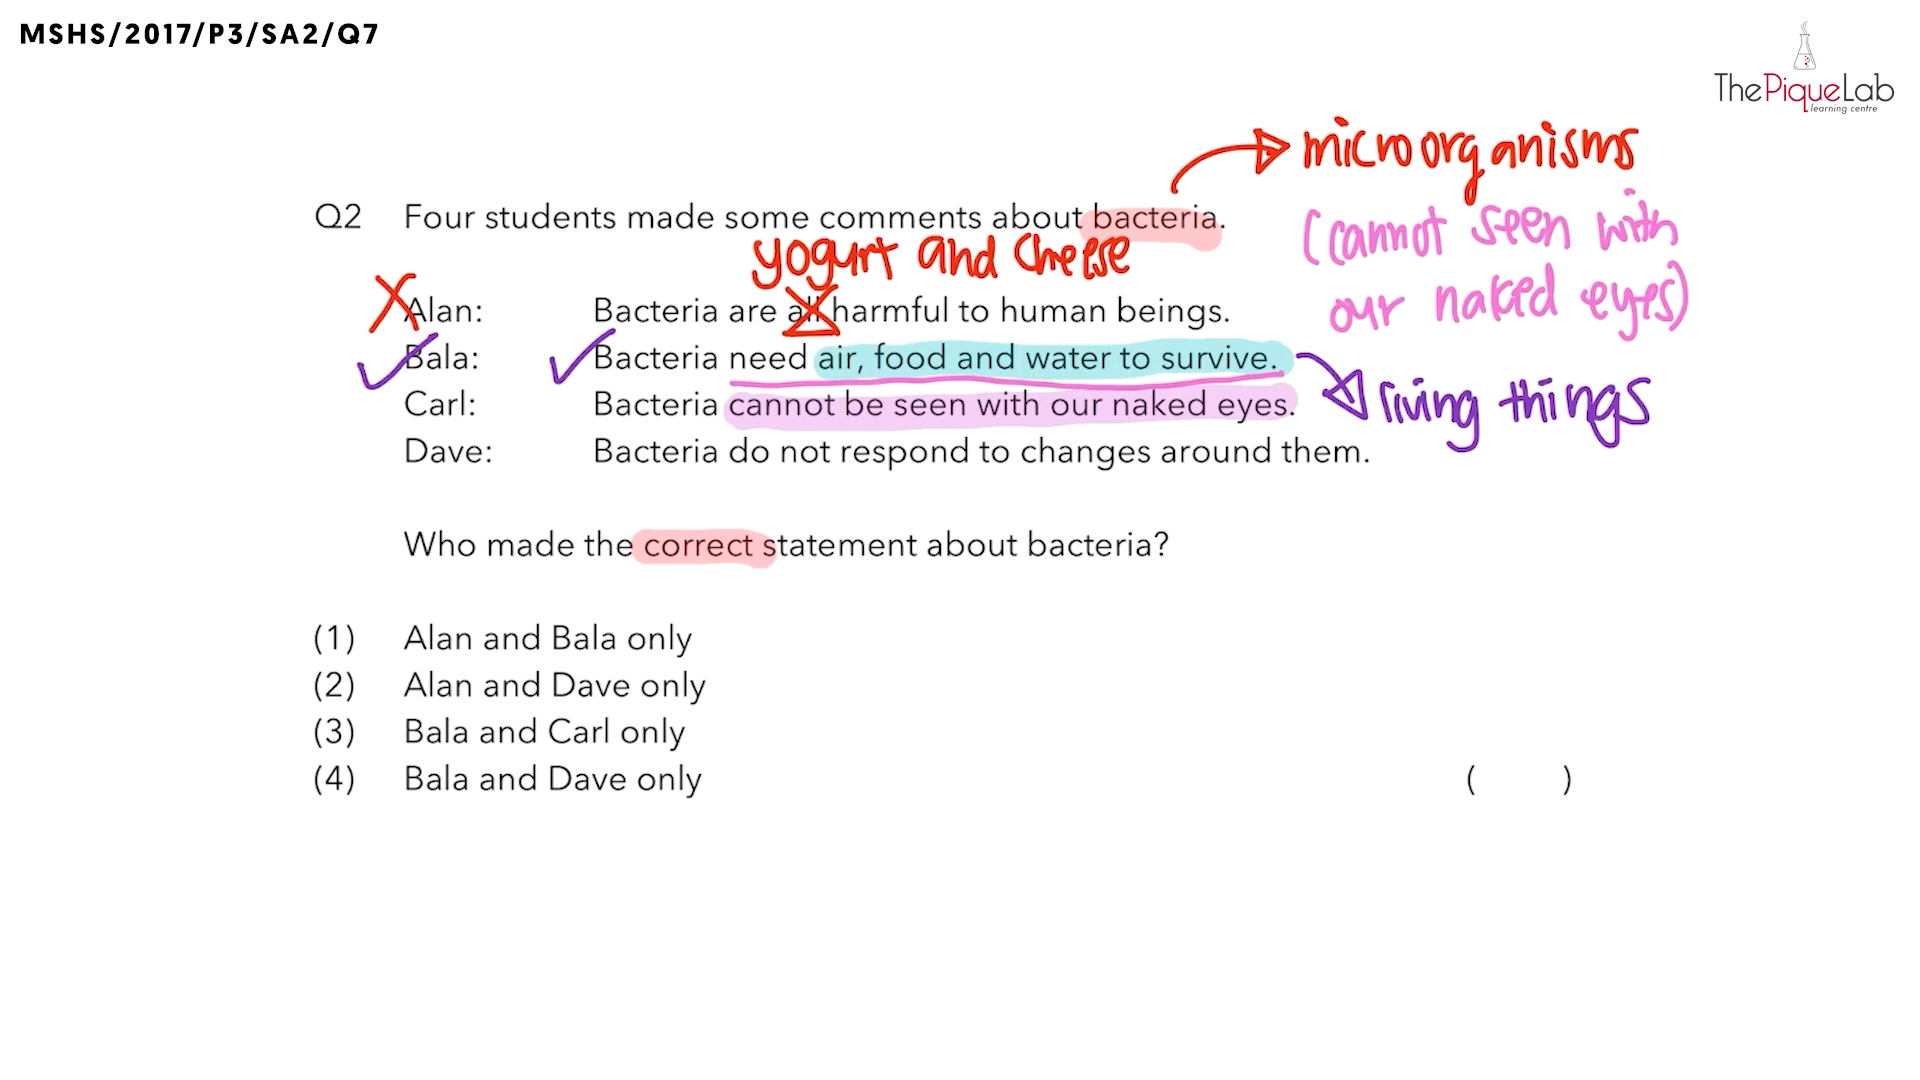 MSHS/2017/P3/SA2/Q7
ThePiqueLab
learning centre
microorganisms
Q2 Four students made some comments about bacteria.
(cannot seen with
our naked eyes)
yogurt and cheese
Alan: Bacteria are all harmful to human beings.
Bala: Bacteria need air, food and water to survive.
living things
Carl: Bacteria cannot be seen with our naked eyes.
Dave: Bacteria do not respond to changes around them.
Who made the correct statement about bacteria?
(1) Alan and Bala only
(2) Alan and Dave only
(3) Bala and Carl only
(4) Bala and Dave only ( )